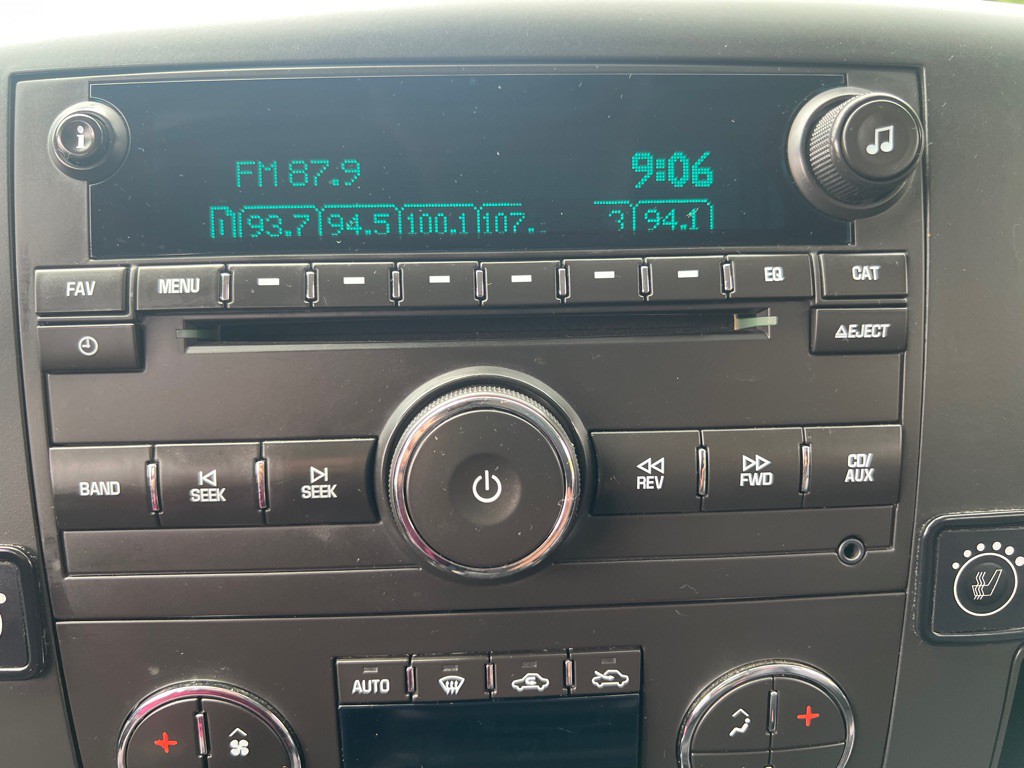 FM 87.9
9:06
93.7 94.5 100.1 107. 3 94.1
FAV
MENU
EQ
CAT
EJECT
BAND
SEEK
SEEK
REV
FWD
CD/
AUX
AUTO